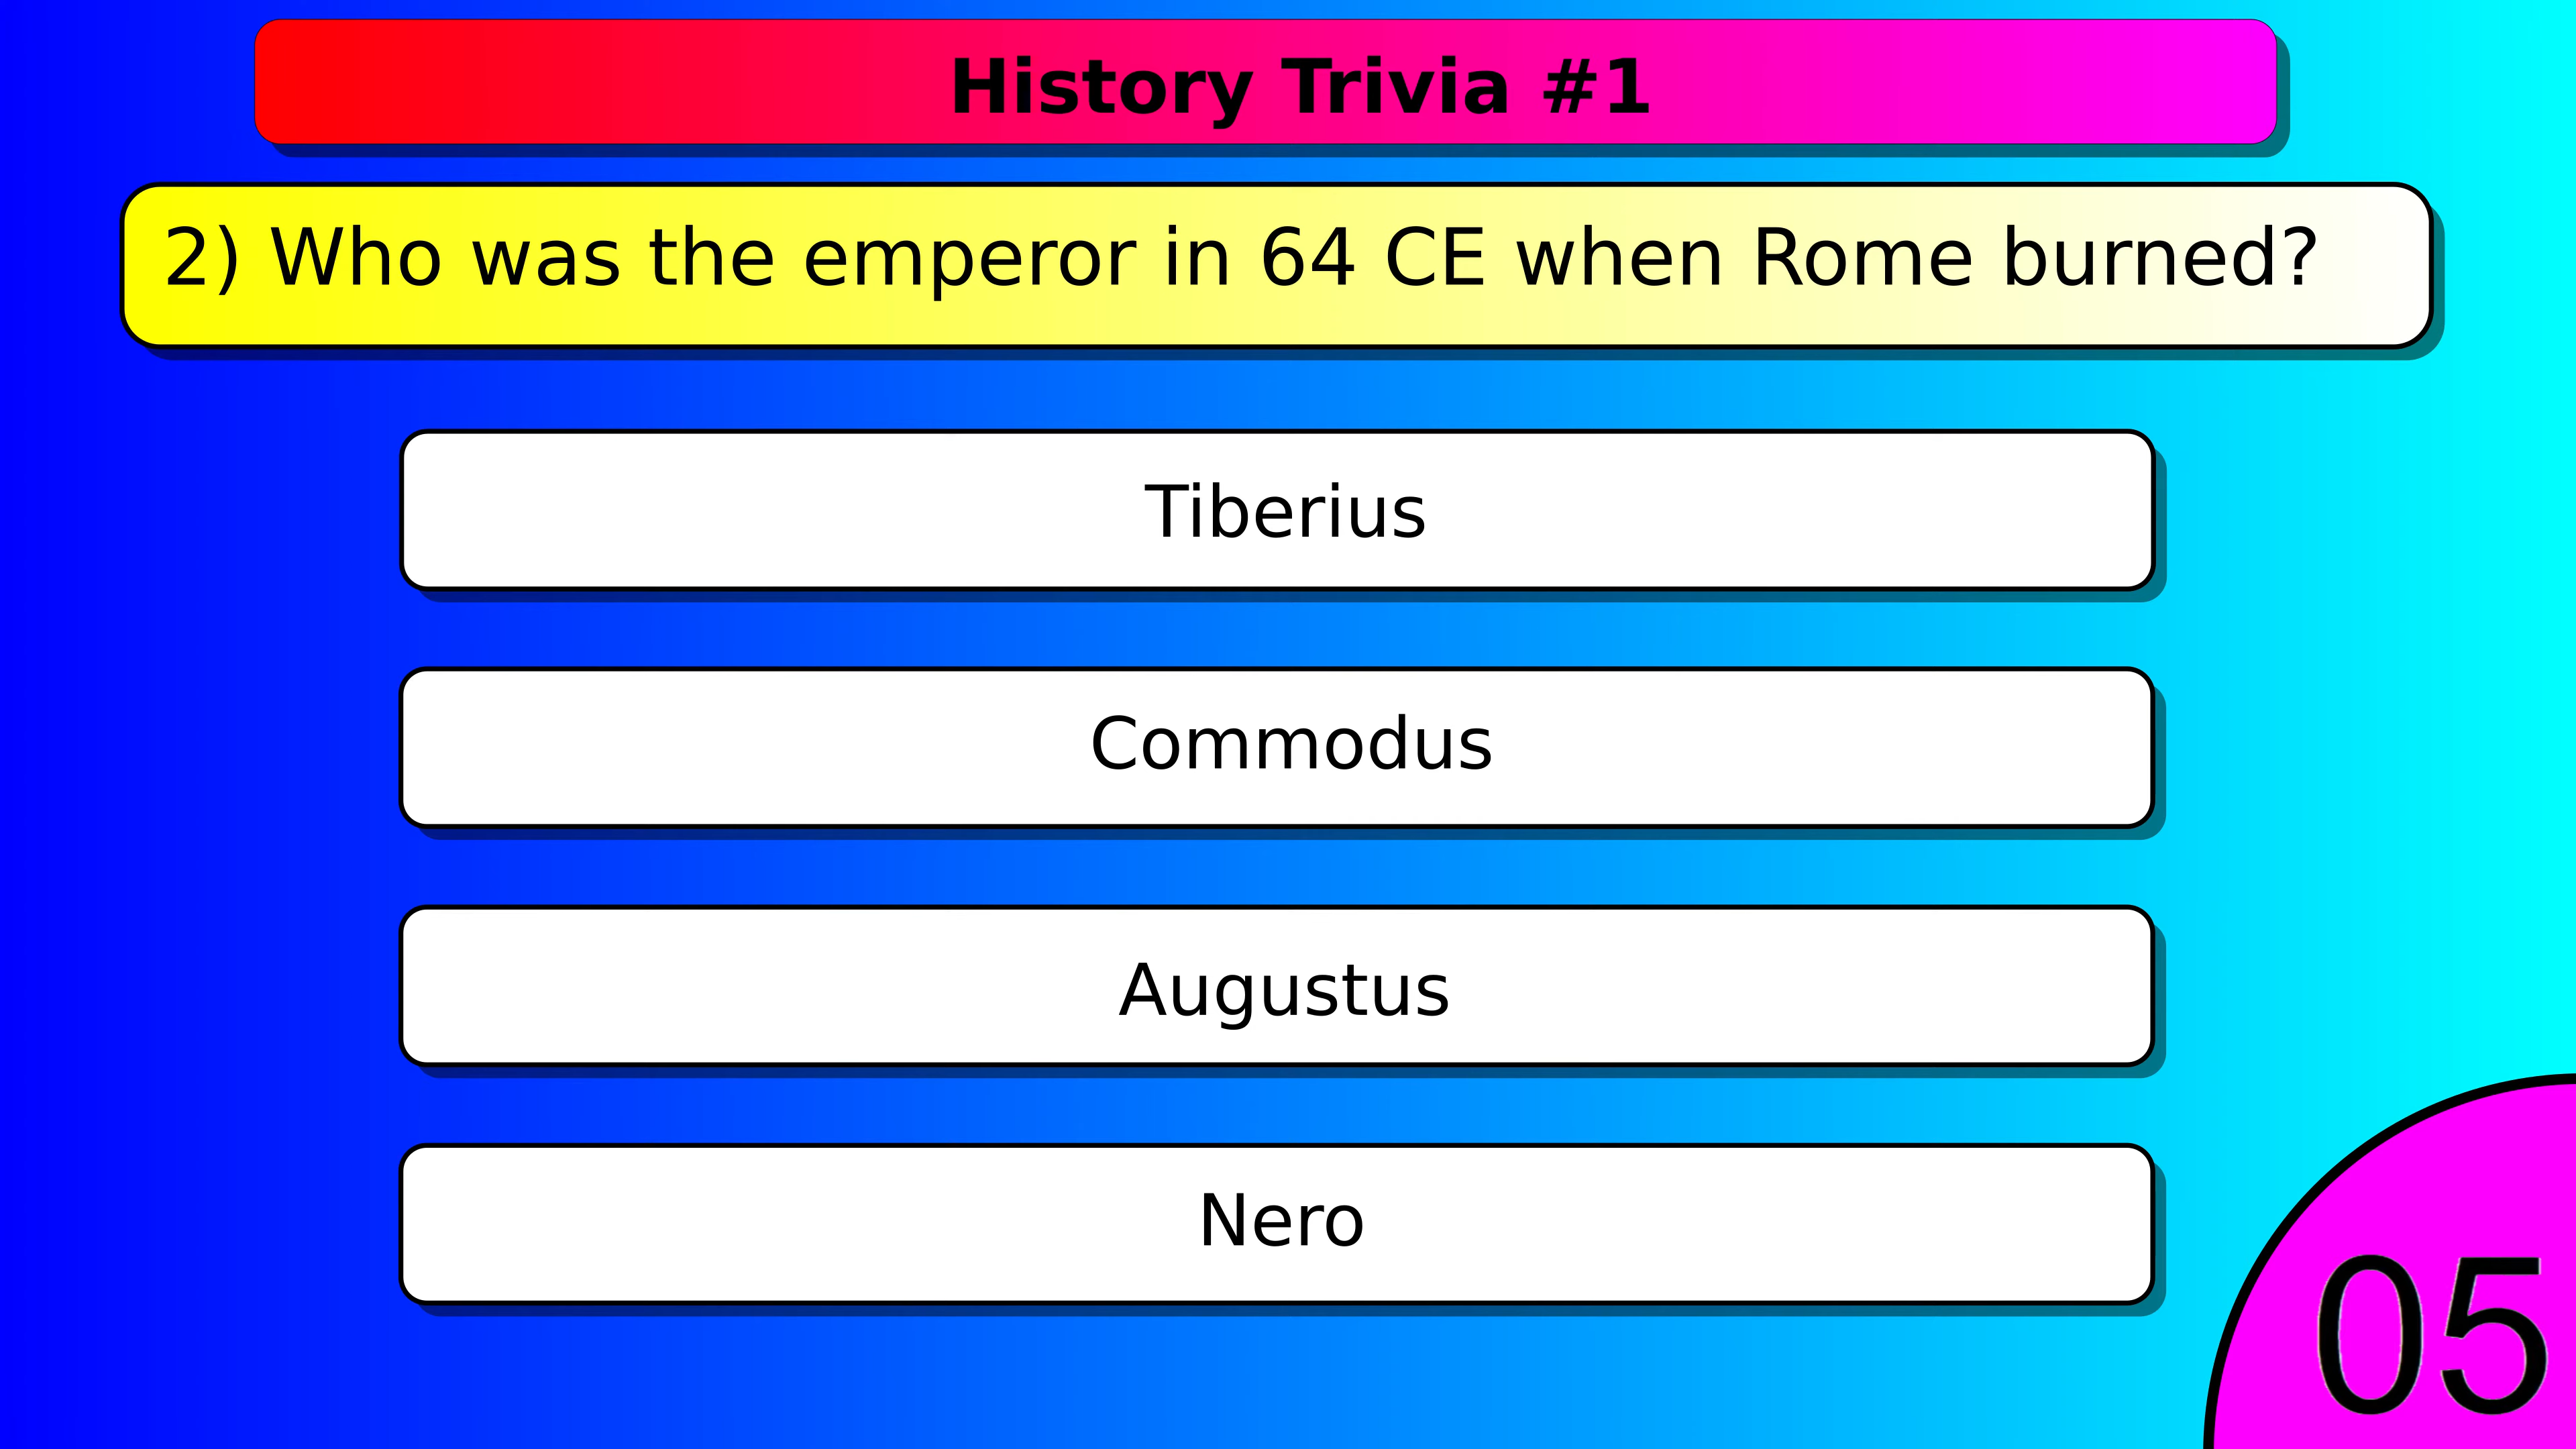 History Trivia #1
2) Who was the emperor in 64 CE when Rome burned?
Tiberius
Commodus
Augustus
Nero
05